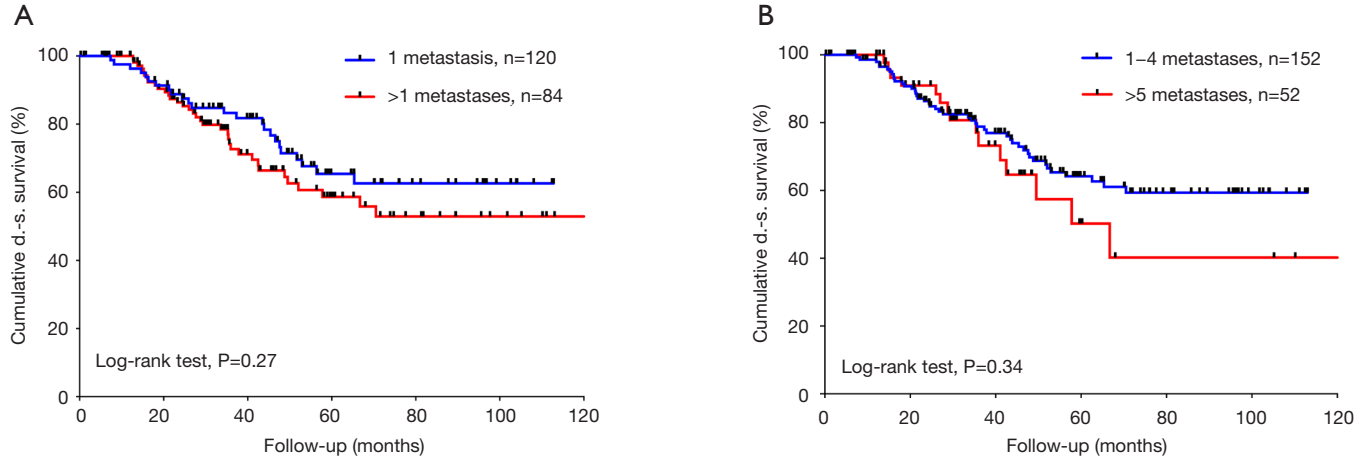 A
Cumulative d.-s. survival (%)
100
80
60
40
20
0
1 metastasis, n=120
>1 metastases, n=84
Log-rank test, P=0.27
0 20 40 60 80 100 120
Follow-up (months)
B
Cumulative d.-s. survival (%)
100
80
60
40
20
0
1–4 metastases, n=152
>5 metastases, n=52
Log-rank test, P=0.34
0 20 40 60 80 100 120
Follow-up (months)